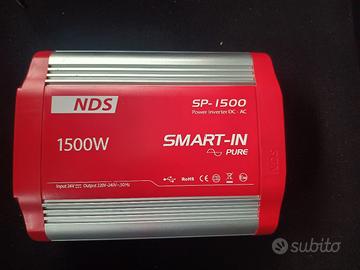 NDS
SP-1500
Power Inverter DC - AC
1500W
SMART-IN
PURE
NDS
Input 24V Output 220V-240V~50Hz
RoHS CE
subito